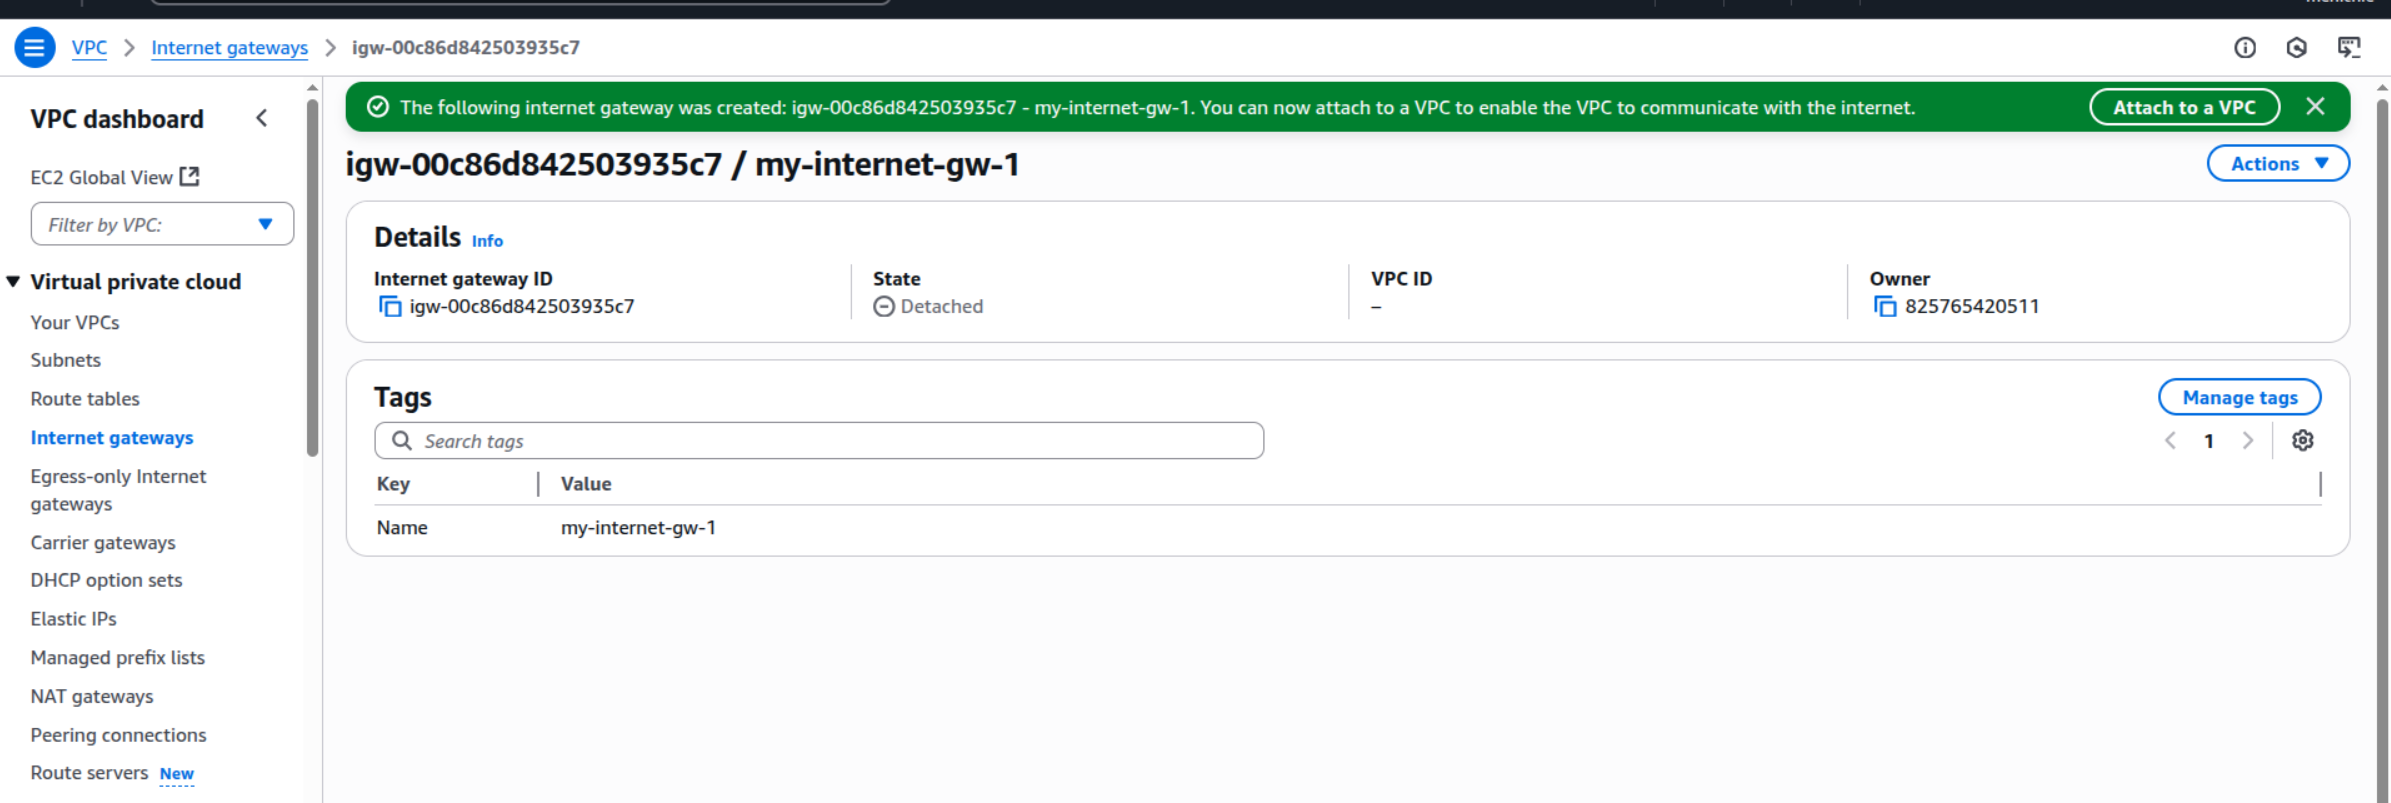 VPC > Internet gateways > igw-00c86d842503935c7
VPC dashboard
EC2 Global View
Filter by VPC:
Virtual private cloud
Your VPCs
Subnets
Route tables
Internet gateways
Egress-only Internet
gateways
Carrier gateways
DHCP option sets
Elastic IPs
Managed prefix lists
NAT gateways
Peering connections
Route servers New
The following internet gateway was created: igw-00c86d842503935c7 - my-internet-gw-1. You can now attach to a VPC to enable the VPC to communicate with the internet. Attach to a VPC
igw-00c86d842503935c7 / my-internet-gw-1
Actions
Details Info
Internet gateway ID State VPC ID Owner
igw-00c86d842503935c7 Detached – 825765420511
Tags
Manage tags
Search tags
1
Key Value
Name my-internet-gw-1